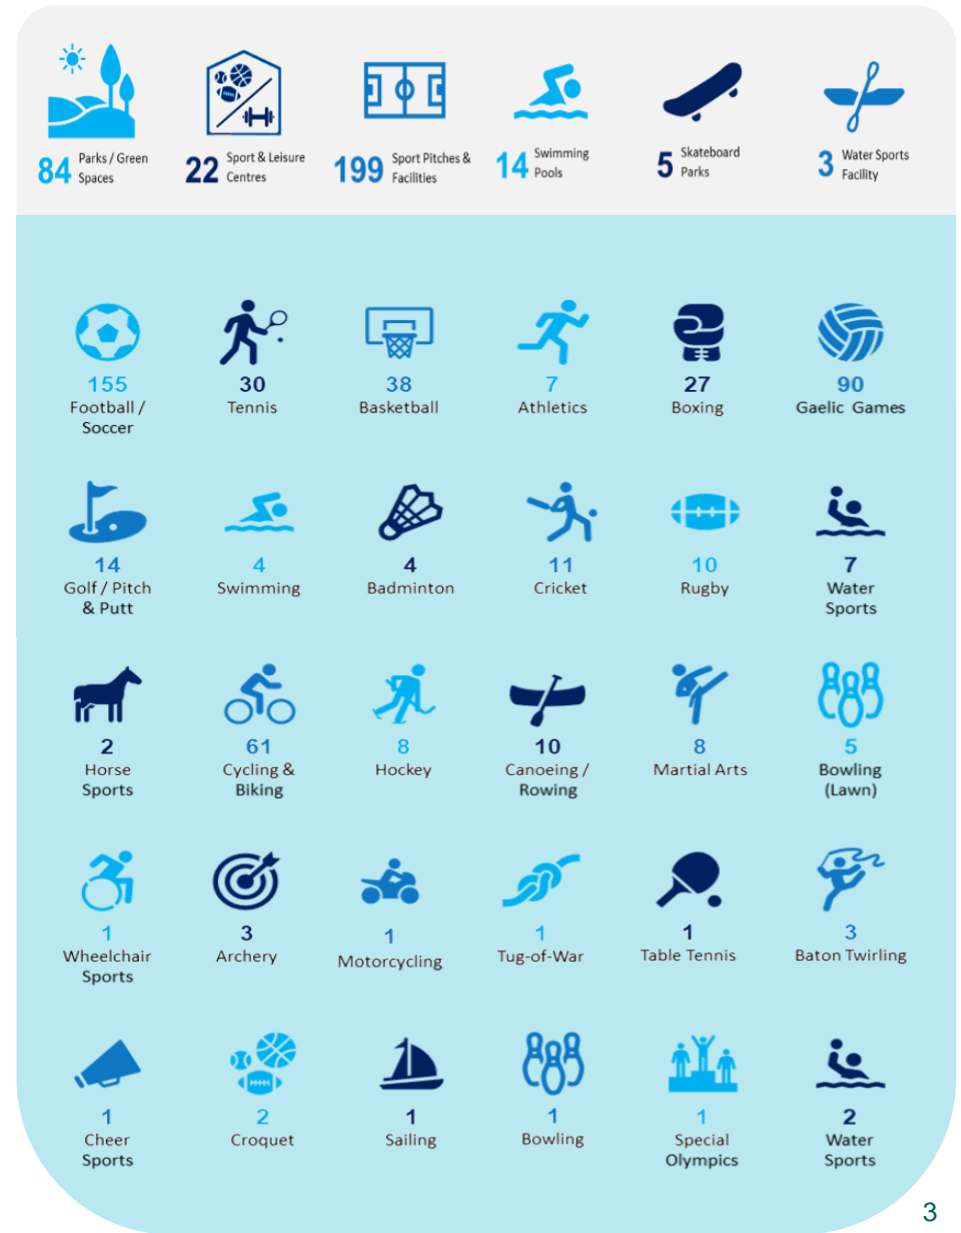 84 Parks / Green
Spaces
22 Sport & Leisure
Centres
199 Sport Pitches &
Facilities
14 Swimming
Pools
5 Skateboard
Parks
3 Water Sports
Facility
155
Football /
Soccer
30
Tennis
38
Basketball
7
Athletics
27
Boxing
90
Gaelic Games
14
Golf / Pitch
& Putt
4
Swimming
4
Badminton
11
Cricket
10
Rugby
7
Water
Sports
2
Horse
Sports
61
Cycling &
Biking
8
Hockey
10
Canoeing /
Rowing
8
Martial Arts
5
Bowling
(Lawn)
1
Wheelchair
Sports
3
Archery
1
Motorcycling
1
Tug-of-War
1
Table Tennis
3
Baton Twirling
1
Cheer
Sports
2
Croquet
1
Sailing
1
Bowling
1
Special
Olympics
2
Water
Sports
3